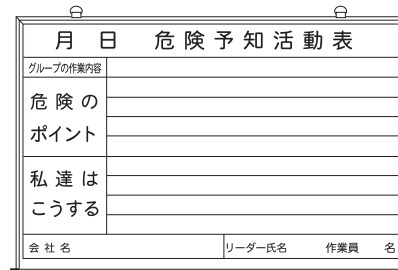 月 日 危険予知活動表
グループの作業内容
危険の
ポイント
私達は
こうする
会社名 リーダー氏名 作業員 名